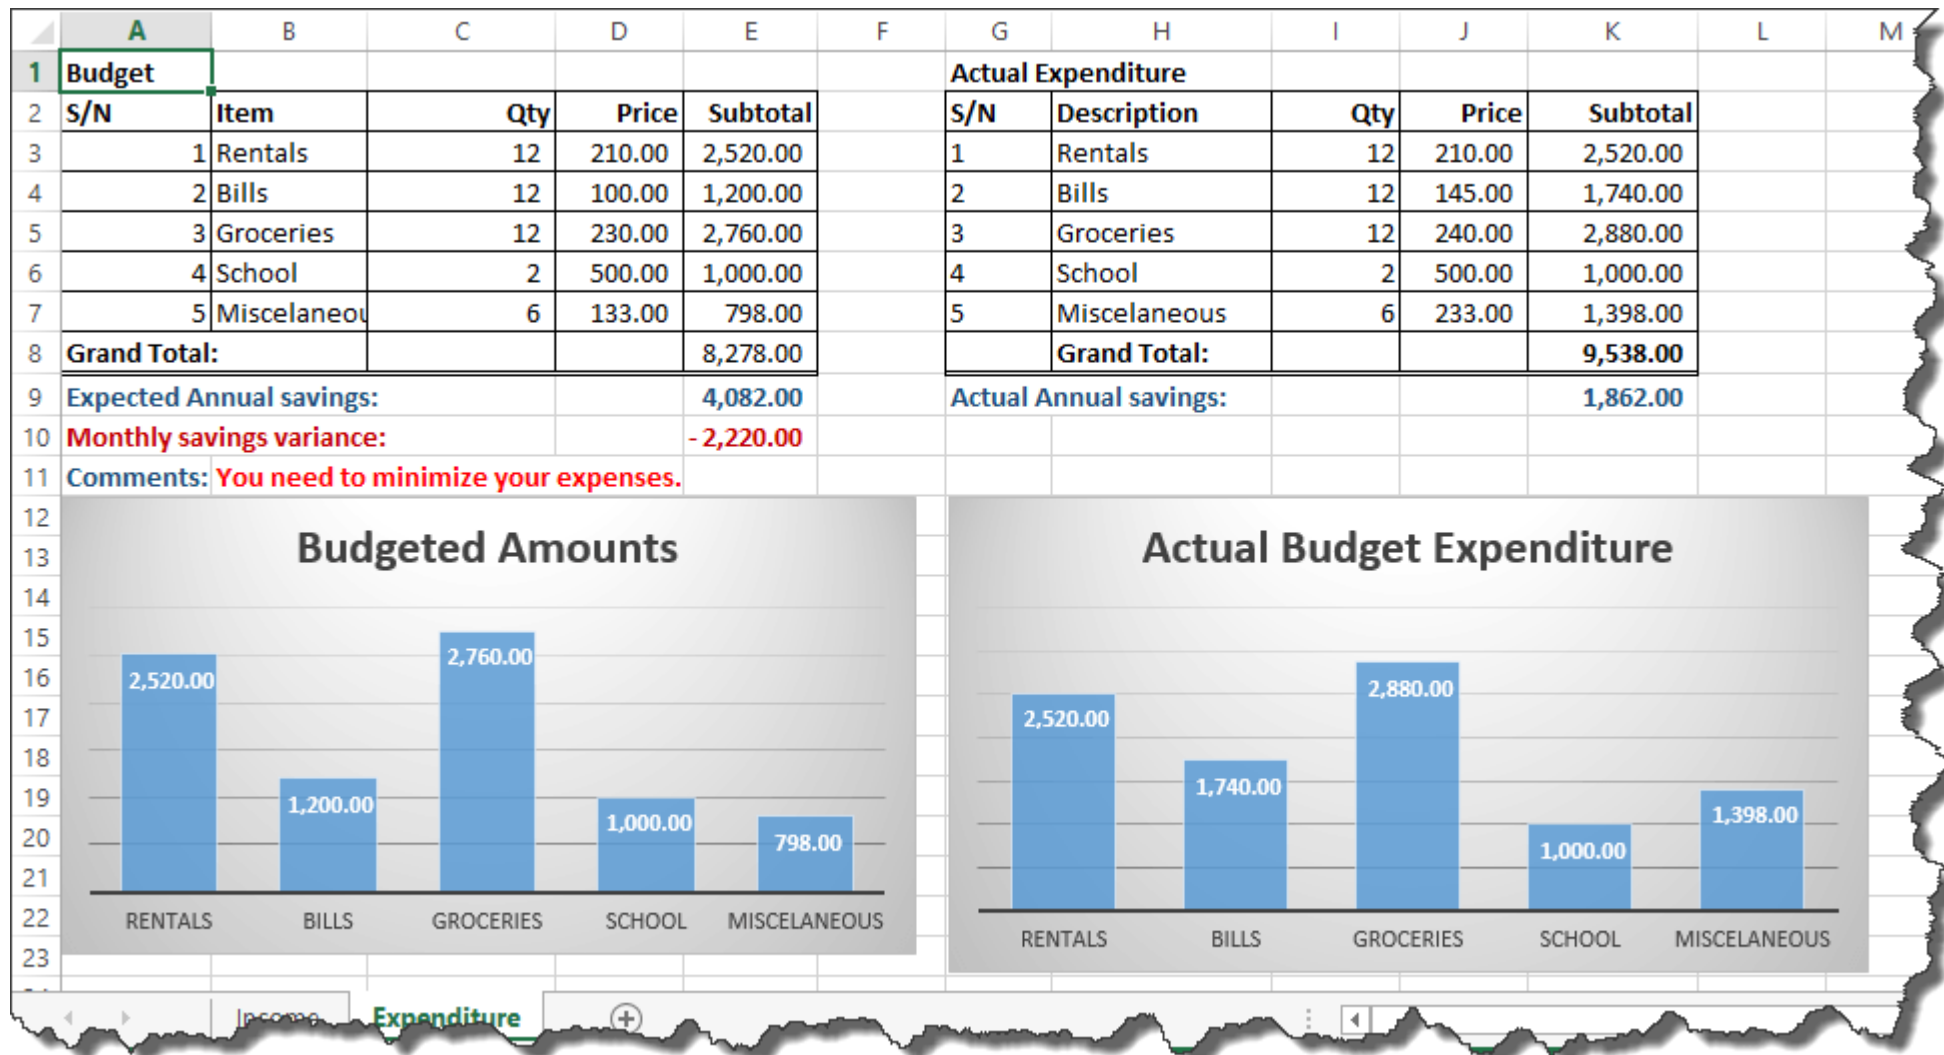 A B C D E F G H I J K L M
1 Budget Actual Expenditure
2 S/N Item Qty Price Subtotal S/N Description Qty Price Subtotal
3 1 Rentals 12 210.00 2,520.00 1 Rentals 12 210.00 2,520.00
4 2 Bills 12 100.00 1,200.00 2 Bills 12 145.00 1,740.00
5 3 Groceries 12 230.00 2,760.00 3 Groceries 12 240.00 2,880.00
6 4 School 2 500.00 1,000.00 4 School 2 500.00 1,000.00
7 5 Miscelaneou 6 133.00 798.00 5 Miscelaneous 6 233.00 1,398.00
8 Grand Total: 8,278.00 Grand Total: 9,538.00
9 Expected Annual savings: 4,082.00 Actual Annual savings: 1,862.00
10 Monthly savings variance: - 2,220.00
11 Comments: You need to minimize your expenses.
12
13
14
15
16
17
18
19
20
21
22
23
Budgeted Amounts
2,520.00
1,200.00
2,760.00
1,000.00
798.00
RENTALS BILLS GROCERIES SCHOOL MISCELANEOUS
Actual Budget Expenditure
2,520.00
1,740.00
2,880.00
1,000.00
1,398.00
RENTALS BILLS GROCERIES SCHOOL MISCELANEOUS
Income Expenditure